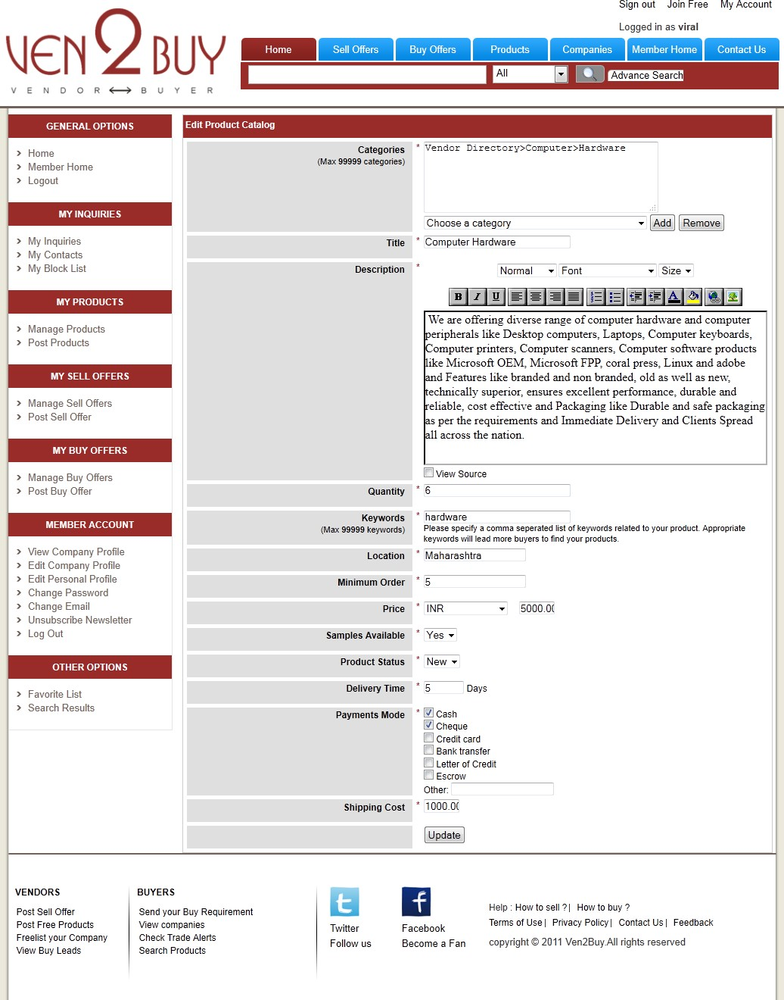 Sign out Join Free My Account
Logged in as viral
VEN 2 BUY
VENDOR BUYER
Home Sell Offers Buy Offers Products Companies Member Home Contact Us
All Advance Search
GENERAL OPTIONS
Home
Member Home
Logout
MY INQUIRIES
My Inquiries
My Contacts
My Block List
MY PRODUCTS
Manage Products
Post Products
MY SELL OFFERS
Manage Sell Offers
Post Sell Offer
MY BUY OFFERS
Manage Buy Offers
Post Buy Offer
MEMBER ACCOUNT
View Company Profile
Edit Company Profile
Edit Personal Profile
Change Password
Change Email
Unsubscribe Newsletter
Log Out
OTHER OPTIONS
Favorite List
Search Results
Edit Product Catalog
Categories * Vendor Directory>Computer>Hardware
(Max 99999 categories)
Choose a category Add Remove
Title * Computer Hardware
Description * Normal Font Size
B I U A
We are offering diverse range of computer hardware and computer
peripherals like Desktop computers, Laptops, Computer keyboards,
Computer printers, Computer scanners, Computer software products
like Microsoft OEM, Microsoft FPP, coral press, Linux and adobe
and Features like branded and non branded, old as well as new,
technically superior, ensures excellent performance, durable and
reliable, cost effective and Packaging like Durable and safe packaging
as per the requirements and Immediate Delivery and Clients Spread
all across the nation.
View Source
Quantity * 6
Keywords * hardware
(Max 99999 keywords)
Please specify a comma seperated list of keywords related to your product. Appropriate
keywords will lead more buyers to find your products.
Location * Maharashtra
Minimum Order * 5
Price * INR 5000.00
Samples Available * Yes
Product Status * New
Delivery Time * 5 Days
Payments Mode * Cash
Cheque
Credit card
Bank transfer
Letter of Credit
Escrow
Other:
Shipping Cost * 1000.00
Update
VENDORS
Post Sell Offer
Post Free Products
Freelist your Company
View Buy Leads
BUYERS
Send your Buy Requirement
View companies
Check Trade Alerts
Search Products
t
Twitter
Follow us
f
Facebook
Become a Fan
Help : How to sell ? | How to buy ?
Terms of Use | Privacy Policy | Contact Us | Feedback
copyright © 2011 Ven2Buy.All rights reserved